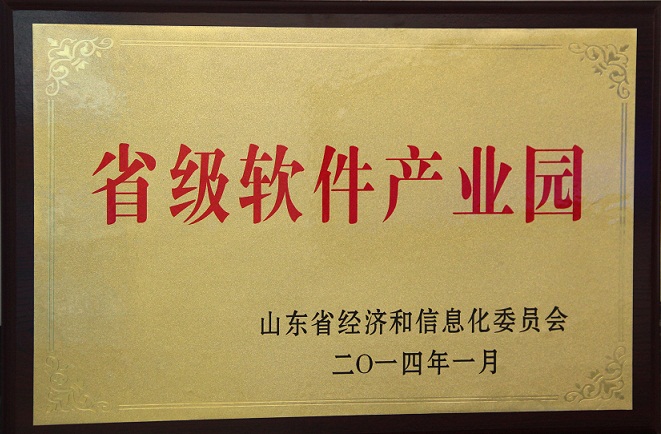 省级软件产业园
山东省经济和信息化委员会
二〇一四年一月